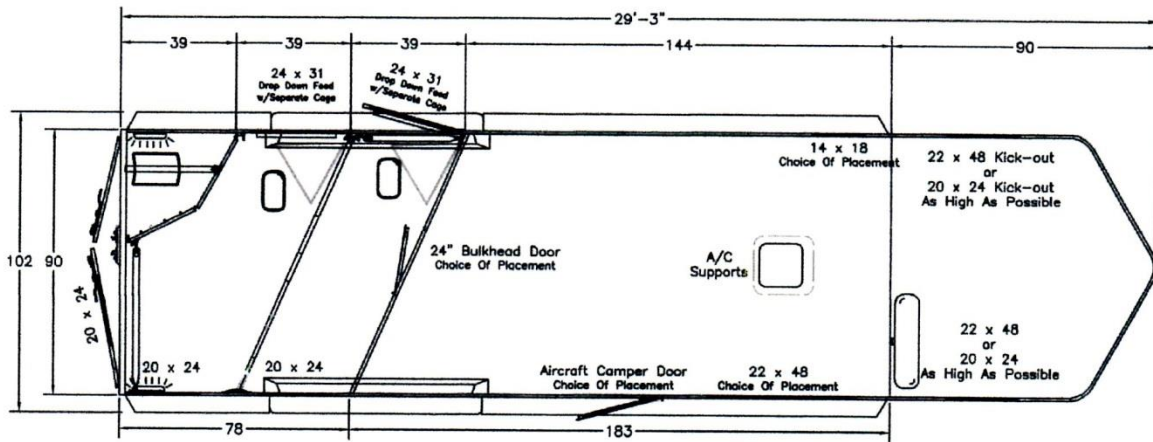 29'-3"
39
39
39
144
90
24 x 31
Drop Down Feed
w/Separate Cage
24 x 31
Drop Down Feed
w/Separate Cage
14 x 18
Choice Of Placement
22 x 48 Kick-out
or
20 x 24 Kick-out
As High As Possible
102
90
24" Bulkhead Door
Choice Of Placement
A/C
Supports
20 x 24
20 x 24
20 x 24
Aircraft Camper Door
Choice Of Placement
22 x 48
Choice Of Placement
22 x 48
or
20 x 24
As High As Possible
78
183